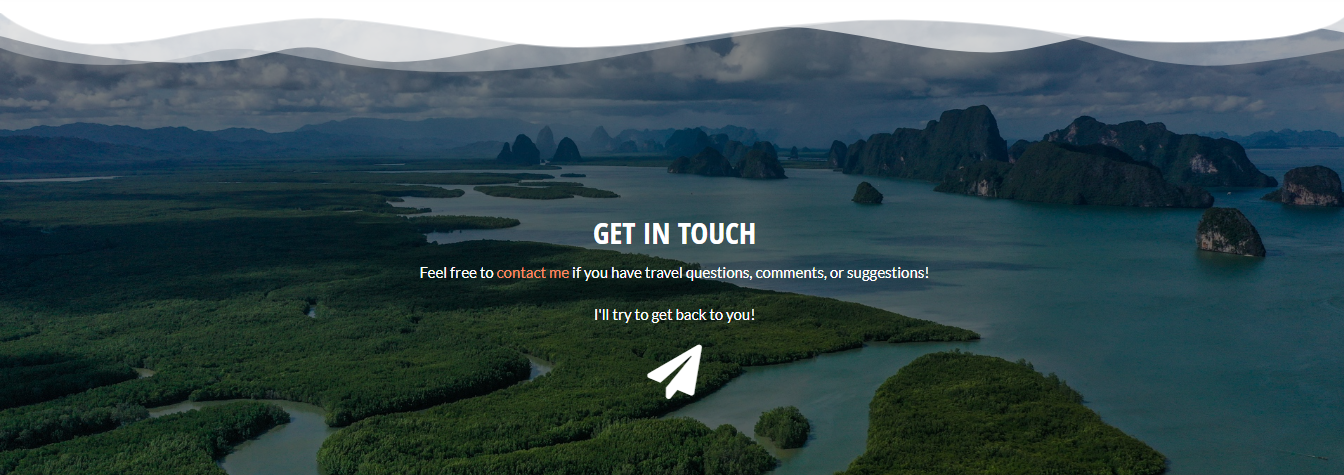 GET IN TOUCH
Feel free to contact me if you have travel questions, comments, or suggestions!
I'll try to get back to you!